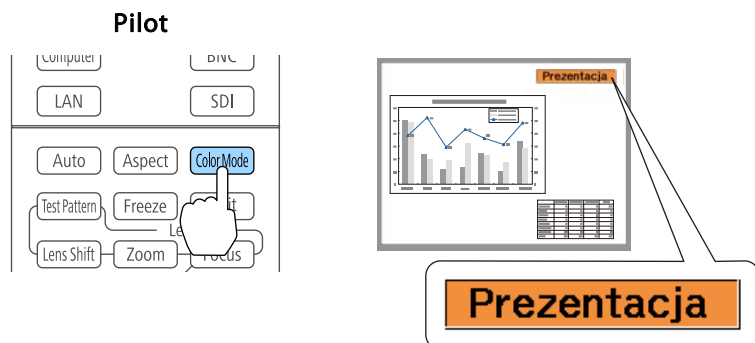 Pilot
Computer BNC
LAN SDI
Auto Aspect Color Mode
Test Pattern Freeze
Lens Shift Zoom Focus
Prezentacja
Prezentacja